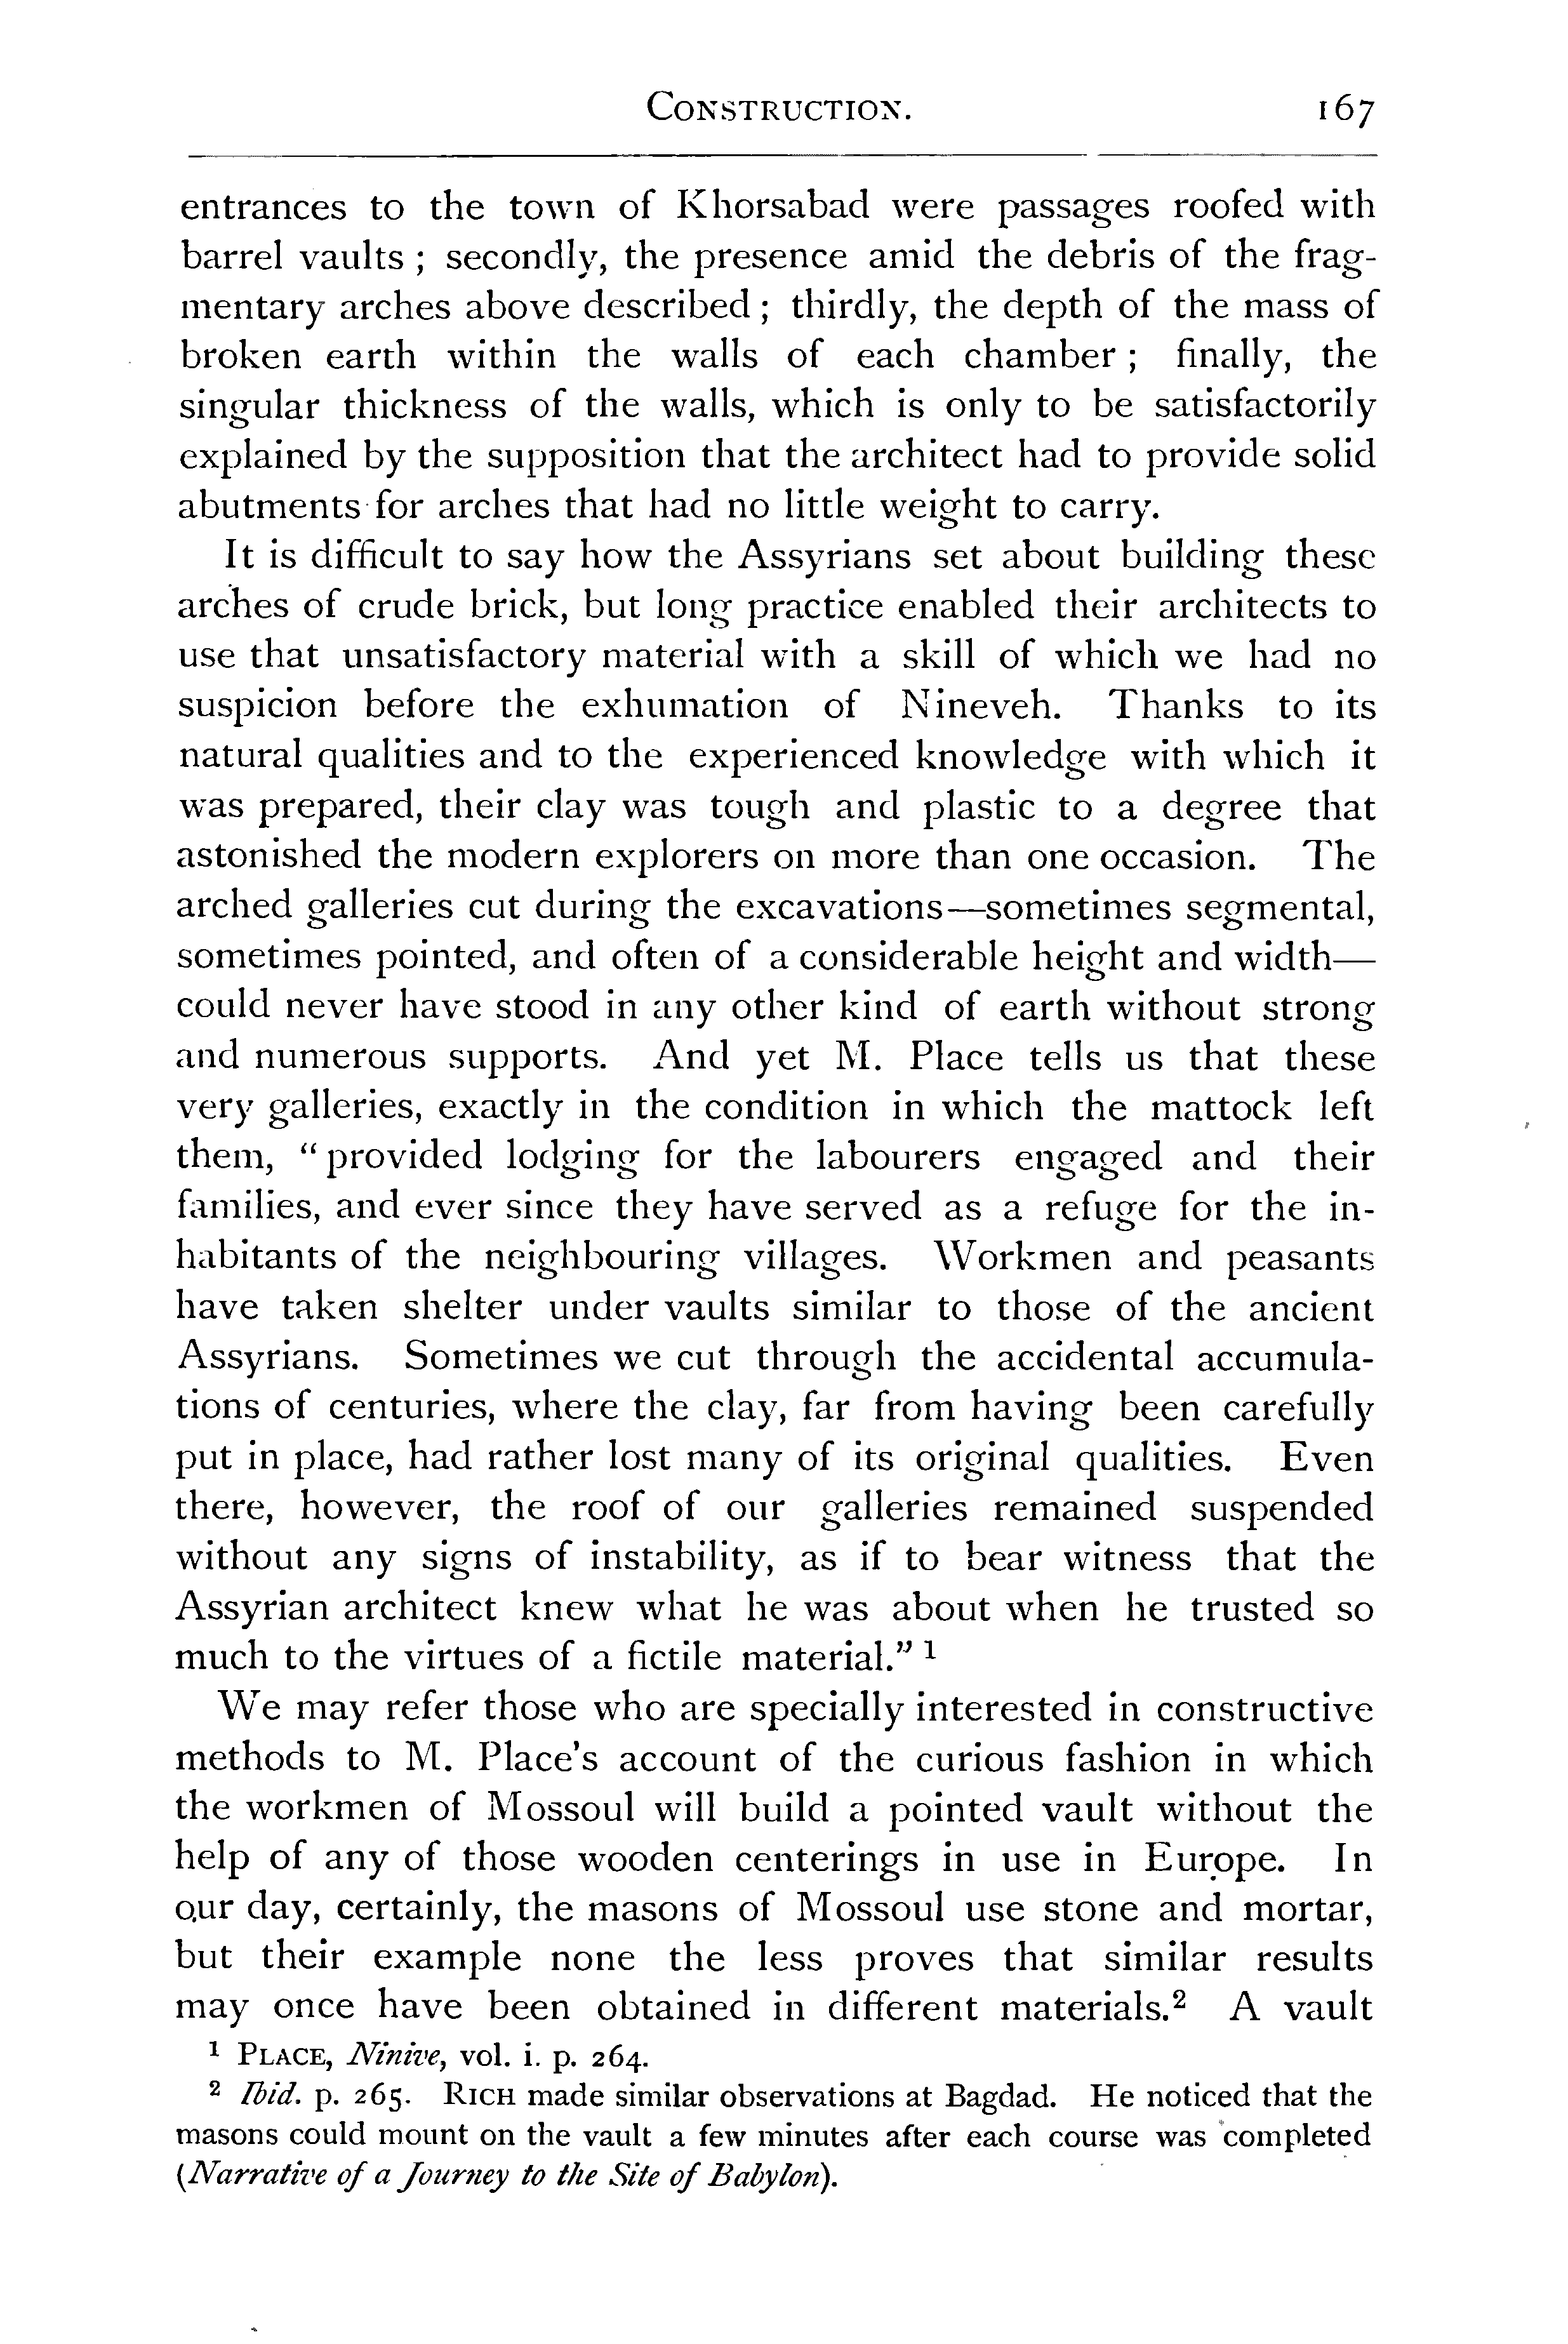 CONSTRUCTION. 167
entrances to the town of Khorsabad were passages roofed with
barrel vaults ; secondly, the presence amid the debris of the frag-
mentary arches above described ; thirdly, the depth of the mass of
broken earth within the walls of each chamber ; finally, the
singular thickness of the walls, which is only to be satisfactorily
explained by the supposition that the architect had to provide solid
abutments for arches that had no little weight to carry.
It is difficult to say how the Assyrians set about building these
arches of crude brick, but long practice enabled their architects to
use that unsatisfactory material with a skill of which we had no
suspicion before the exhumation of Nineveh. Thanks to its
natural qualities and to the experienced knowledge with which it
was prepared, their clay was tough and plastic to a degree that
astonished the modern explorers on more than one occasion. The
arched galleries cut during the excavations—sometimes segmental,
sometimes pointed, and often of a considerable height and width—
could never have stood in any other kind of earth without strong
and numerous supports. And yet M. Place tells us that these
very galleries, exactly in the condition in which the mattock left
them, “provided lodging for the labourers engaged and their
families, and ever since they have served as a refuge for the in-
habitants of the neighbouring villages. Workmen and peasants
have taken shelter under vaults similar to those of the ancient
Assyrians. Sometimes we cut through the accidental accumula-
tions of centuries, where the clay, far from having been carefully
put in place, had rather lost many of its original qualities. Even
there, however, the roof of our galleries remained suspended
without any signs of instability, as if to bear witness that the
Assyrian architect knew what he was about when he trusted so
much to the virtues of a fictile material.” 1
We may refer those who are specially interested in constructive
methods to M. Place’s account of the curious fashion in which
the workmen of Mossoul will build a pointed vault without the
help of any of those wooden centerings in use in Europe. In
our day, certainly, the masons of Mossoul use stone and mortar,
but their example none the less proves that similar results
may once have been obtained in different materials.2 A vault
1 PLACE, Ninive, vol. i. p. 264.
2 Ibid. p. 265. RICH made similar observations at Bagdad. He noticed that the
masons could mount on the vault a few minutes after each course was completed
(Narrative of a Journey to the Site of Babylon).